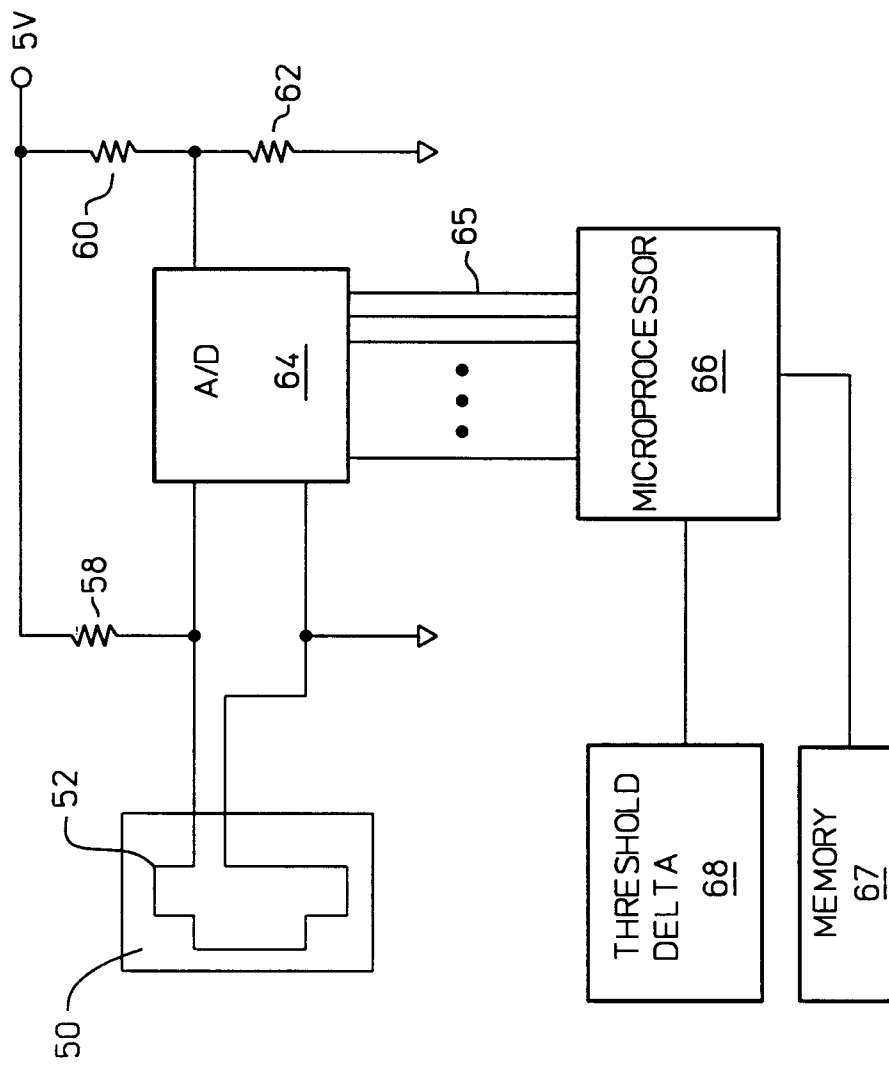 5V
60
62
58
A/D
64
65
52
50
MICROPROCESSOR
66
THRESHOLD
DELTA
68
MEMORY
67